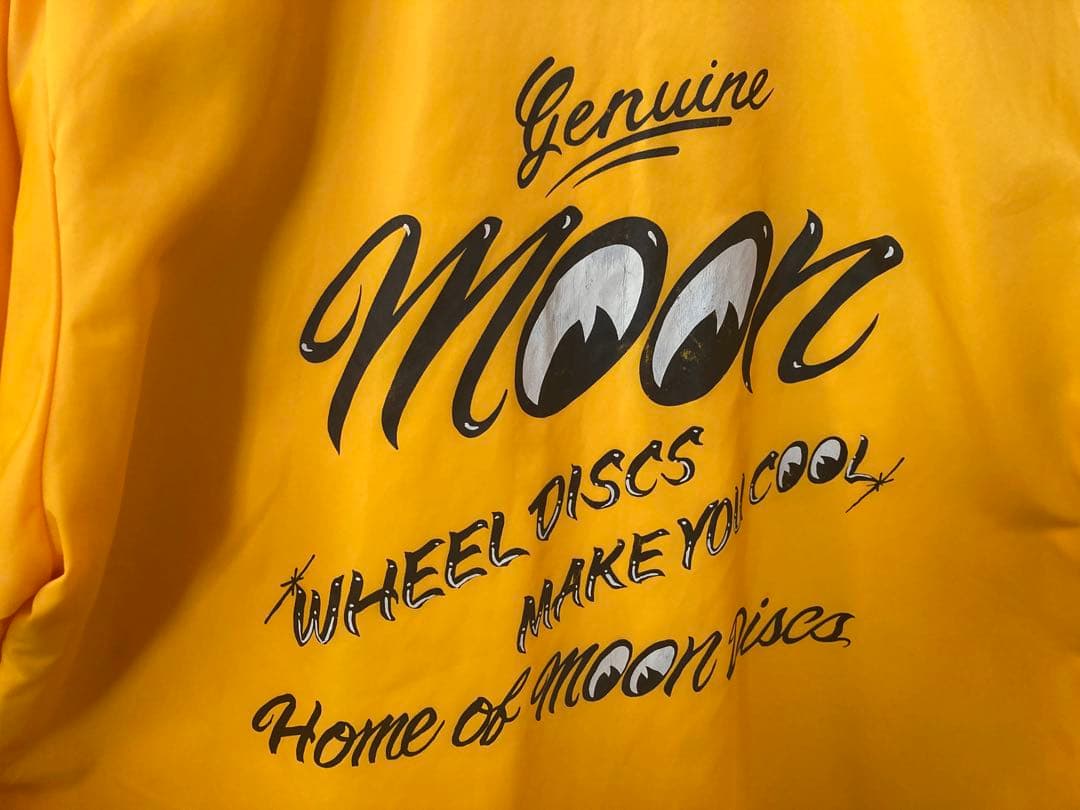 Genuine
Moon
WHEEL DISCS
MAKE YOU COOL
Home of Moon Discs